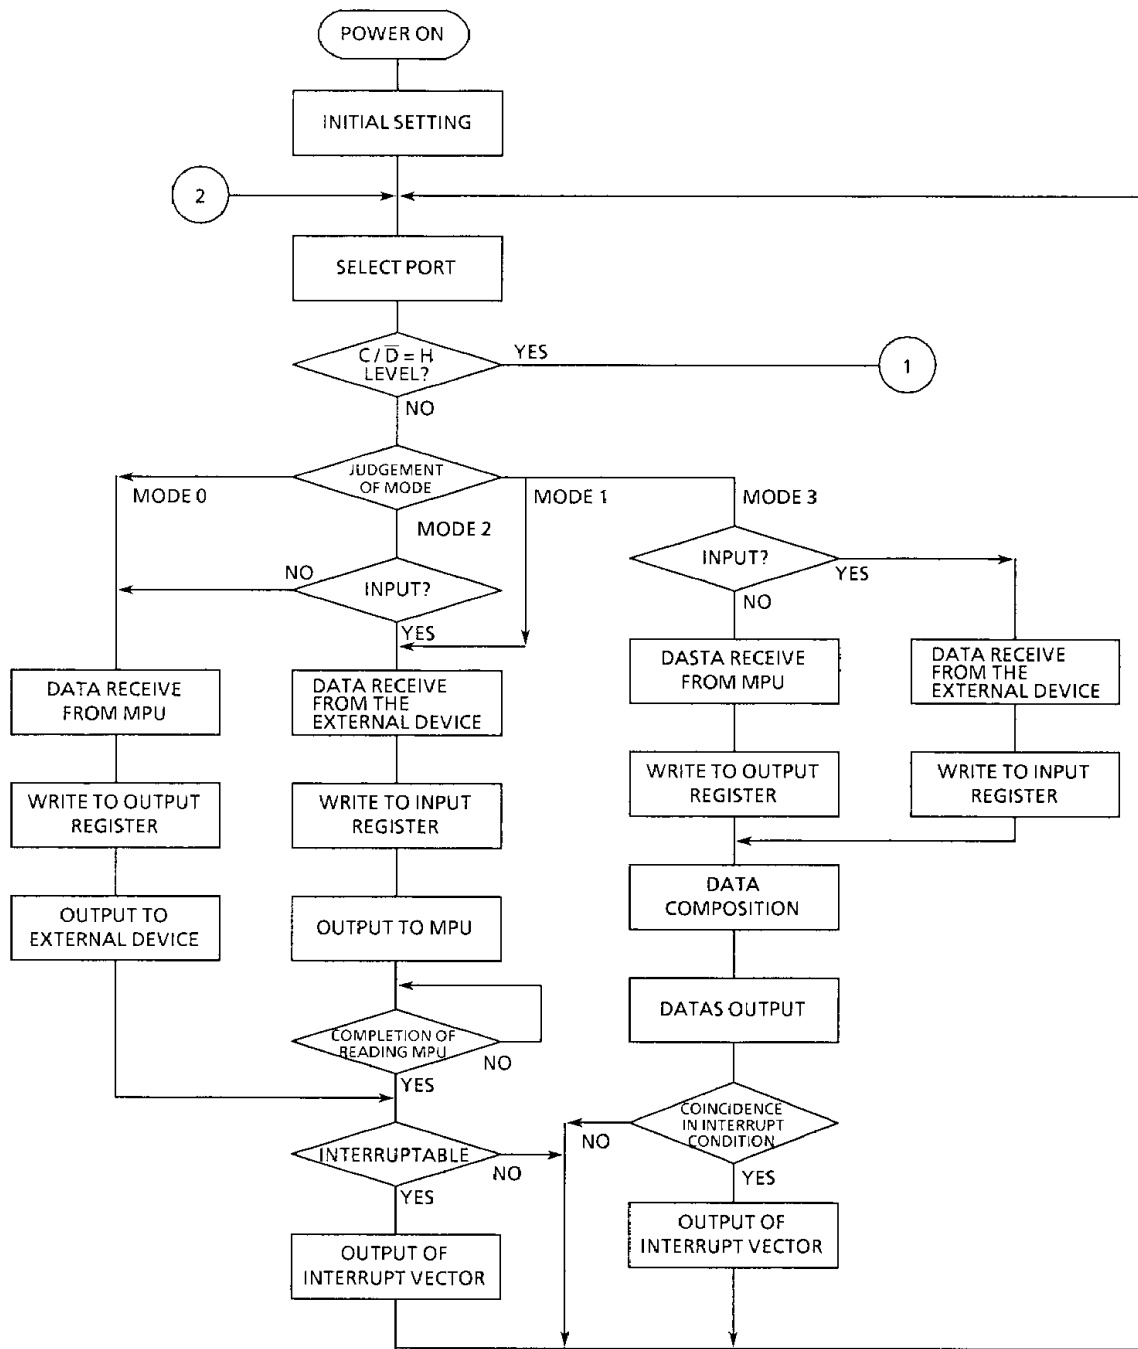 POWER ON
INITIAL SETTING
2
SELECT PORT
C/D̅ = H
LEVEL?
YES
1
NO
JUDGEMENT
OF MODE
MODE 0
MODE 2
MODE 1
MODE 3
NO
INPUT?
YES
INPUT?
YES
NO
DATA RECEIVE
FROM MPU
DATA RECEIVE
FROM THE
EXTERNAL DEVICE
DASTA RECEIVE
FROM MPU
DATA RECEIVE
FROM THE
EXTERNAL DEVICE
WRITE TO OUTPUT
REGISTER
WRITE TO INPUT
REGISTER
WRITE TO OUTPUT
REGISTER
WRITE TO INPUT
REGISTER
OUTPUT TO
EXTERNAL DEVICE
OUTPUT TO MPU
DATA
COMPOSITION
DATAS OUTPUT
COMPLETION OF
READING MPU
NO
YES
COINCIDENCE
IN INTERRUPT
CONDITION
NO
YES
INTERRUPTABLE
NO
YES
OUTPUT OF
INTERRUPT VECTOR
OUTPUT OF
INTERRUPT VECTOR